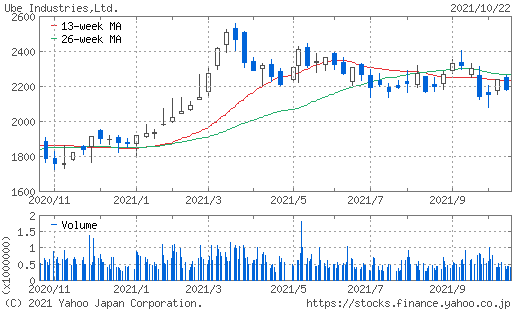 Ube Industries,Ltd. 2021/10/22
2600
2400
2200
2000
1800
1600
13-week MA
26-week MA
2020/11 2021/1 2021/3 2021/5 2021/7 2021/9
2
1.5
1
0.5
0
(x1000000)
Volume
2020/11 2021/1 2021/3 2021/5 2021/7 2021/9
(C) 2021 Yahoo Japan Corporation. https://stocks.finance.yahoo.co.jp/